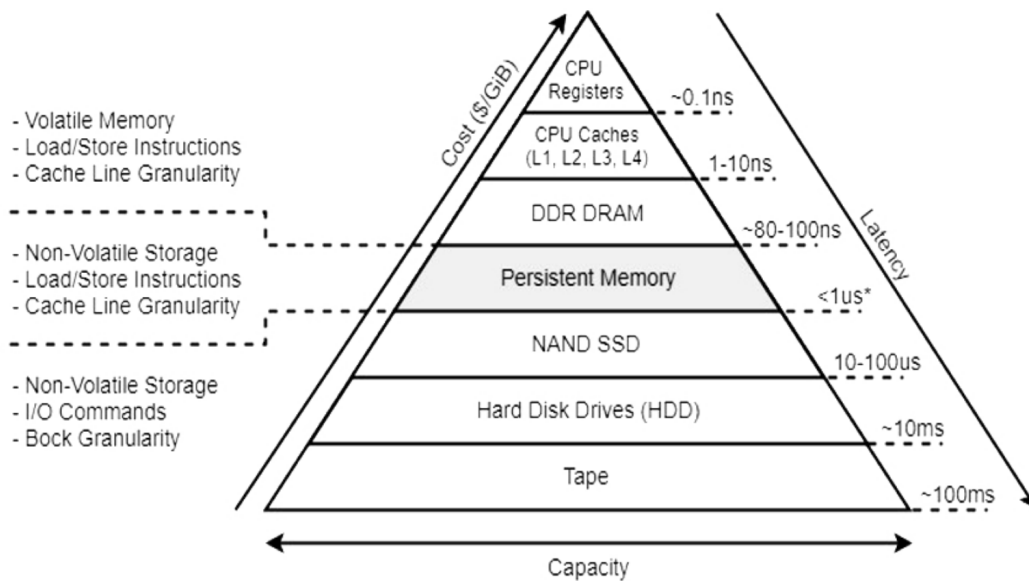 CPU
Registers
~0.1ns
Cost ($/GiB)
- Volatile Memory
- Load/Store Instructions
- Cache Line Granularity
CPU Caches
(L1, L2, L3, L4)
1-10ns
DDR DRAM
~80-100ns
Latency
- Non-Volatile Storage
- Load/Store Instructions
- Cache Line Granularity
Persistent Memory
<1us*
NAND SSD
10-100us
- Non-Volatile Storage
- I/O Commands
- Bock Granularity
Hard Disk Drives (HDD)
~10ms
Tape
~100ms
Capacity